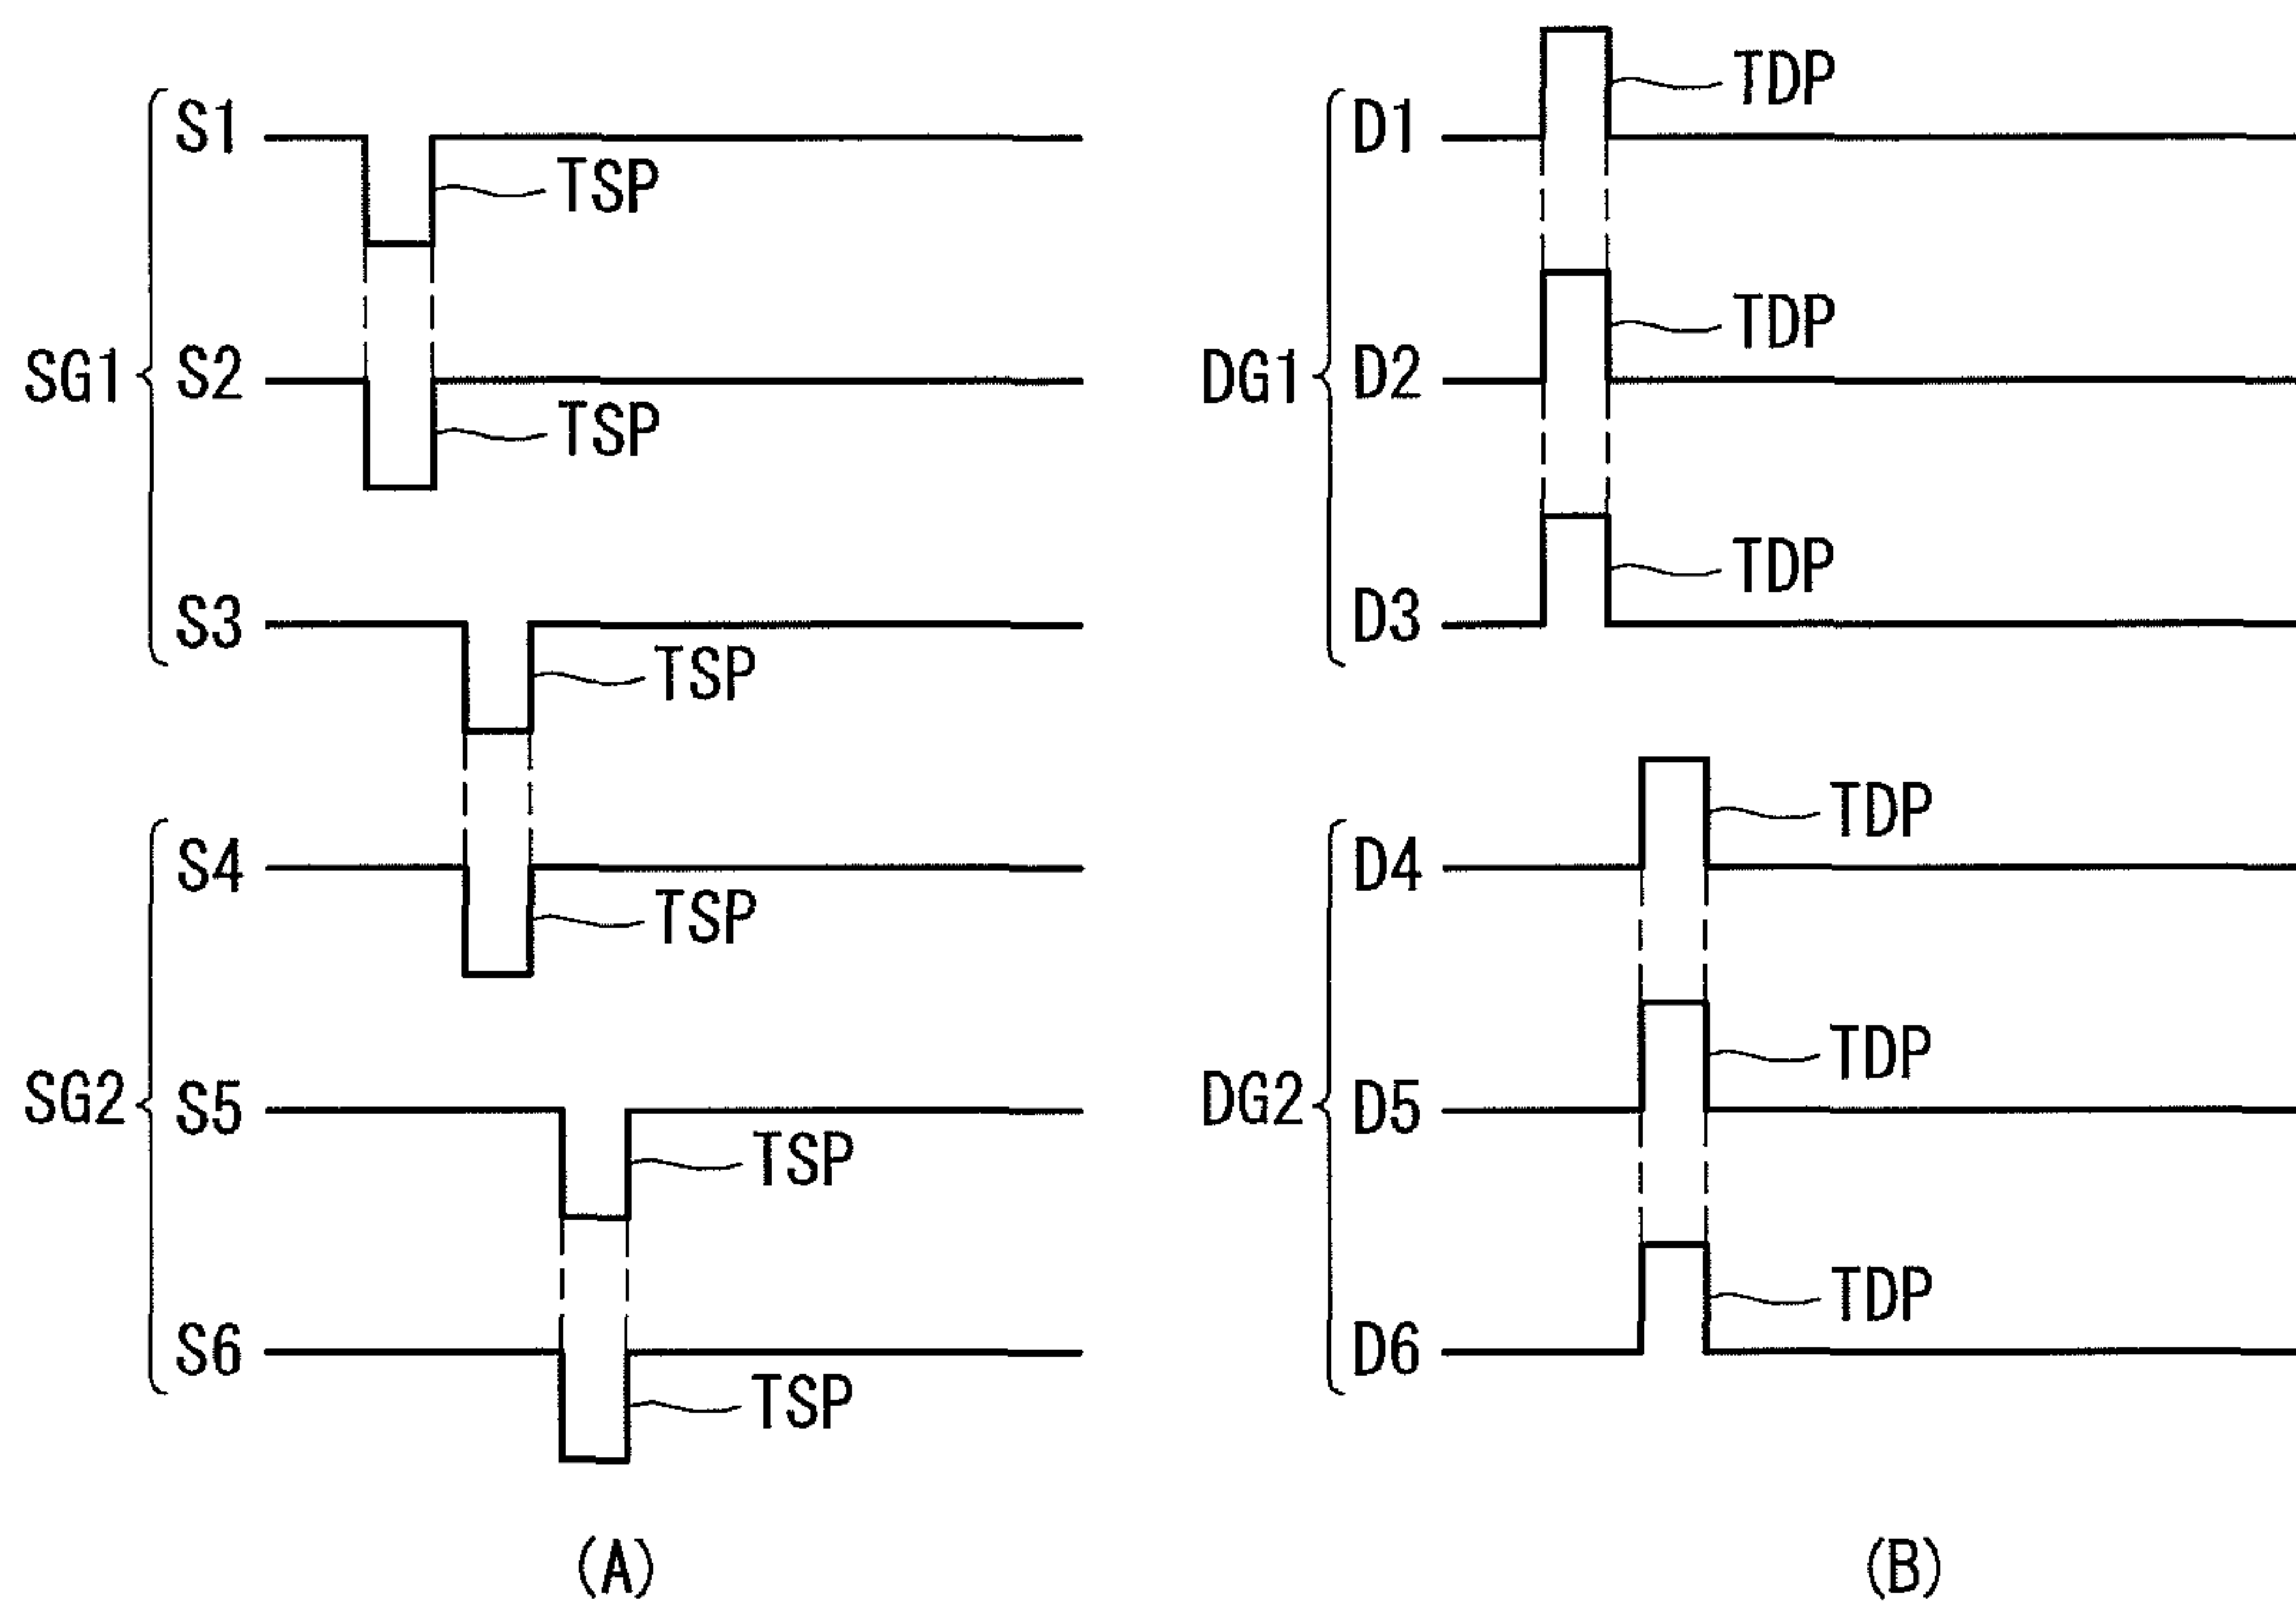 S1
TSP
SG1
S2
TSP
S3
TSP
S4
TSP
SG2
S5
TSP
S6
TSP
(A)
D1
TDP
DG1
D2
TDP
D3
TDP
D4
TDP
DG2
D5
TDP
D6
TDP
(B)